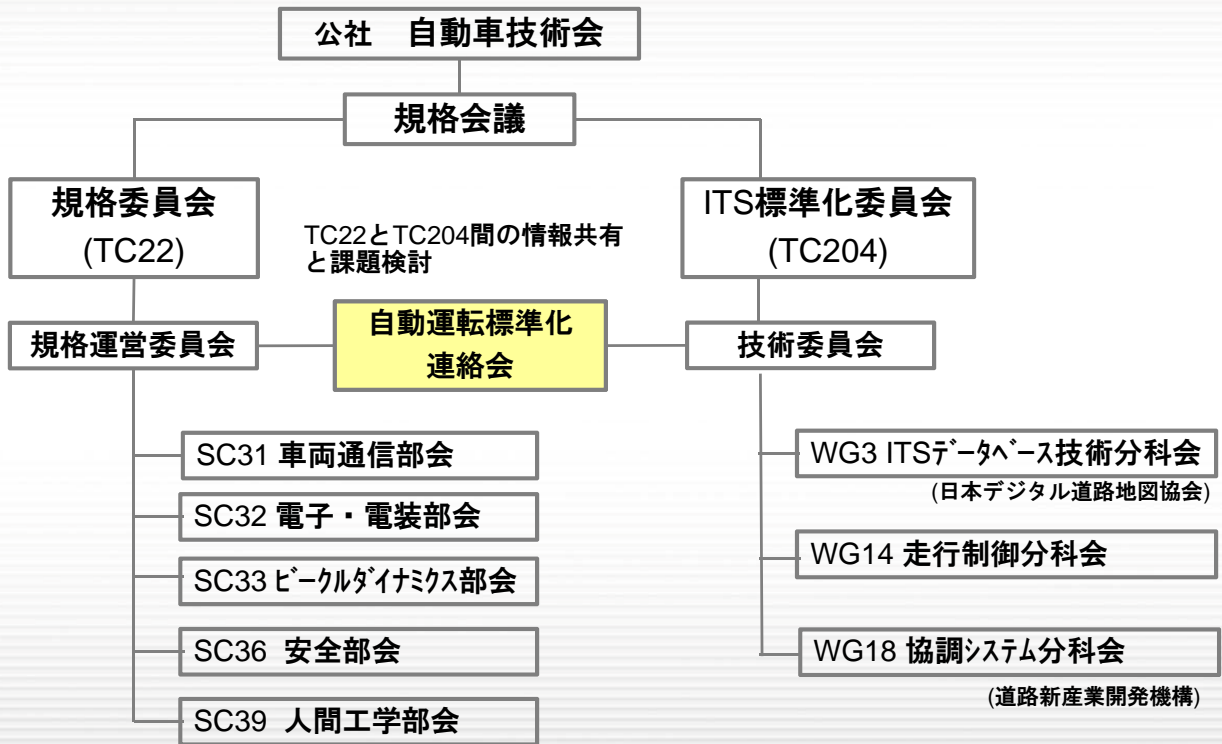 公社　自動車技術会
規格会議
規格委員会
(TC22)
ITS標準化委員会
(TC204)
TC22とTC204間の情報共有
と課題検討
規格運営委員会
自動運転標準化
連絡会
技術委員会
SC31 車両通信部会
SC32 電子・電装部会
SC33 ﾋﾞｰｸﾙﾀﾞｲﾅﾐｸｽ部会
SC36 安全部会
SC39 人間工学部会
WG3 ITSﾃﾞｰﾀﾍﾞｰｽ技術分科会
(日本デジタル道路地図協会)
WG14 走行制御分科会
WG18 協調ｼｽﾃﾑ分科会
(道路新産業開発機構)